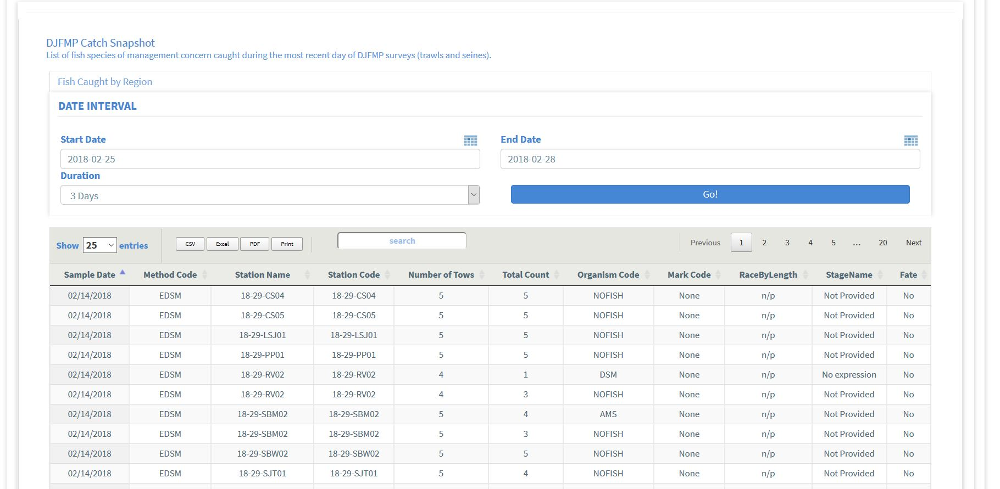 DJFMP Catch Snapshot
List of fish species of management concern caught during the most recent day of DJFMP surveys (trawls and seines).
Fish Caught by Region
DATE INTERVAL
Start Date End Date
2018-02-25 2018-02-28
Duration
3 Days Go!
Show 25 entries CSV Excel PDF Print search Previous 1 2 3 4 5 ... 20 Next
Sample Date Method Code Station Name Station Code Number of Tows Total Count Organism Code Mark Code RaceByLength StageName Fate
02/14/2018 EDSM 18-29-CS04 18-29-CS04 5 5 NOFISH None n/p Not Provided No
02/14/2018 EDSM 18-29-CS05 18-29-CS05 5 5 NOFISH None n/p Not Provided No
02/14/2018 EDSM 18-29-LSJ01 18-29-LSJ01 5 5 NOFISH None n/p Not Provided No
02/14/2018 EDSM 18-29-PP01 18-29-PP01 5 5 NOFISH None n/p Not Provided No
02/14/2018 EDSM 18-29-RV02 18-29-RV02 4 1 DSM None n/p No expression No
02/14/2018 EDSM 18-29-RV02 18-29-RV02 4 3 NOFISH None n/p Not Provided No
02/14/2018 EDSM 18-29-SBM02 18-29-SBM02 5 4 AMS None n/p Not Provided No
02/14/2018 EDSM 18-29-SBM02 18-29-SBM02 5 3 NOFISH None n/p Not Provided No
02/14/2018 EDSM 18-29-SBW02 18-29-SBW02 5 5 NOFISH None n/p Not Provided No
02/14/2018 EDSM 18-29-SJT01 18-29-SJT01 5 4 NOFISH None n/p Not Provided No